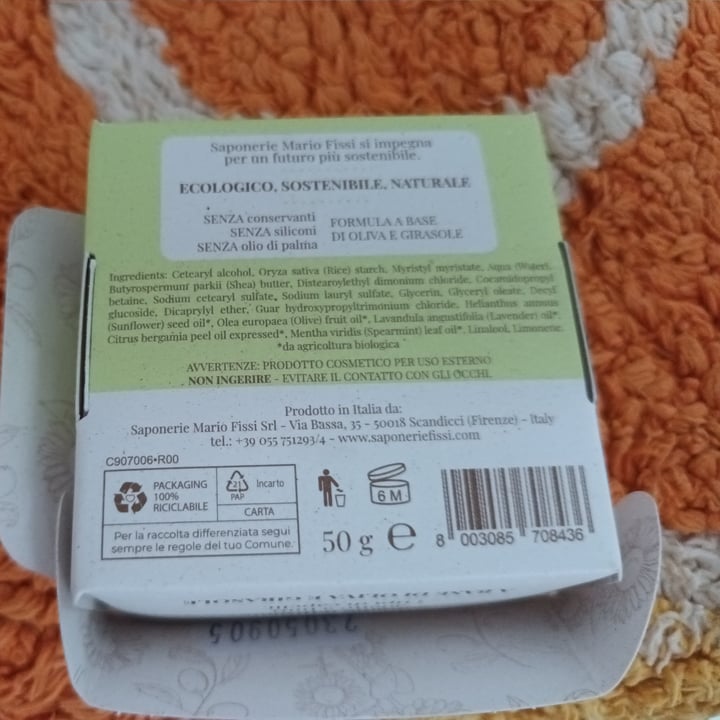 Saponerie Mario Fissi si impegna
per un futuro più sostenibile.
ECOLOGICO, SOSTENIBILE, NATURALE
SENZA conservanti
SENZA siliconi
SENZA olio di palma
FORMULA A BASE
DI OLIVA E GIRASOLE
Ingredients: Cetearyl alcohol, Oryza sativa (Rice) starch, Myristyl myristate, Aqua (Water),
Butyrospermum parkii (Shea) butter, Distearoylethyl dimonium chloride, Cocamidopropyl
betaine, Sodium cetearyl sulfate, Sodium lauryl sulfate, Glycerin, Glyceryl oleate, Decyl
glucoside, Dicaprylyl ether, Guar hydroxypropyltrimonium chloride, Helianthus annuus
(Sunflower) seed oil*, Olea europaea (Olive) fruit oil*, Lavandula angustifolia (Lavender) oil*,
Citrus bergamia peel oil expressed*, Mentha viridis (Spearmint) leaf oil*, Linalool, Limonene.
*da agricoltura biologica
AVVERTENZE: PRODOTTO COSMETICO PER USO ESTERNO
NON INGERIRE - EVITARE IL CONTATTO CON GLI OCCHI.
Prodotto in Italia da:
Saponerie Mario Fissi Srl - Via Bassa, 35 - 50018 Scandicci (Firenze) - Italy
tel.: +39 055 751293/4 - www.saponeriefissi.com
C907006•R00
PACKAGING
100%
RICICLABILE
21
PAP
Incarto
CARTA
Per la raccolta differenziata segui
sempre le regole del tuo Comune.
50 g e
6 M
8 003085 708436
A BASE DI OLIVA E GIRASOLE
23050905